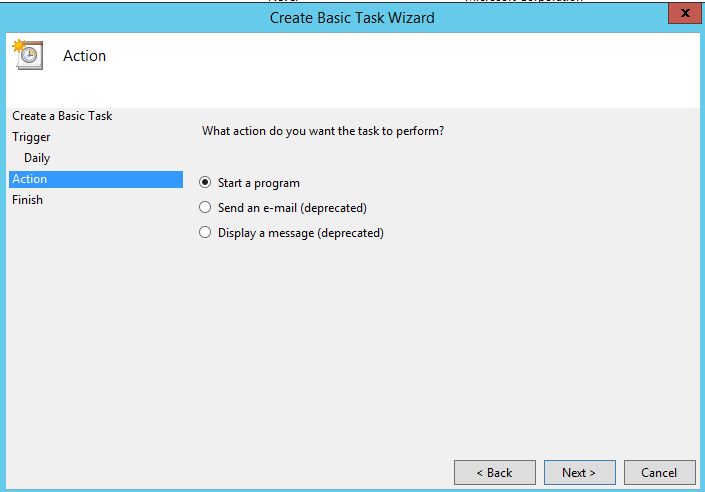 Create Basic Task Wizard
x
Action
Create a Basic Task
Trigger
Daily
Action
Finish
What action do you want the task to perform?
Start a program
Send an e-mail (deprecated)
Display a message (deprecated)
< Back
Next >
Cancel